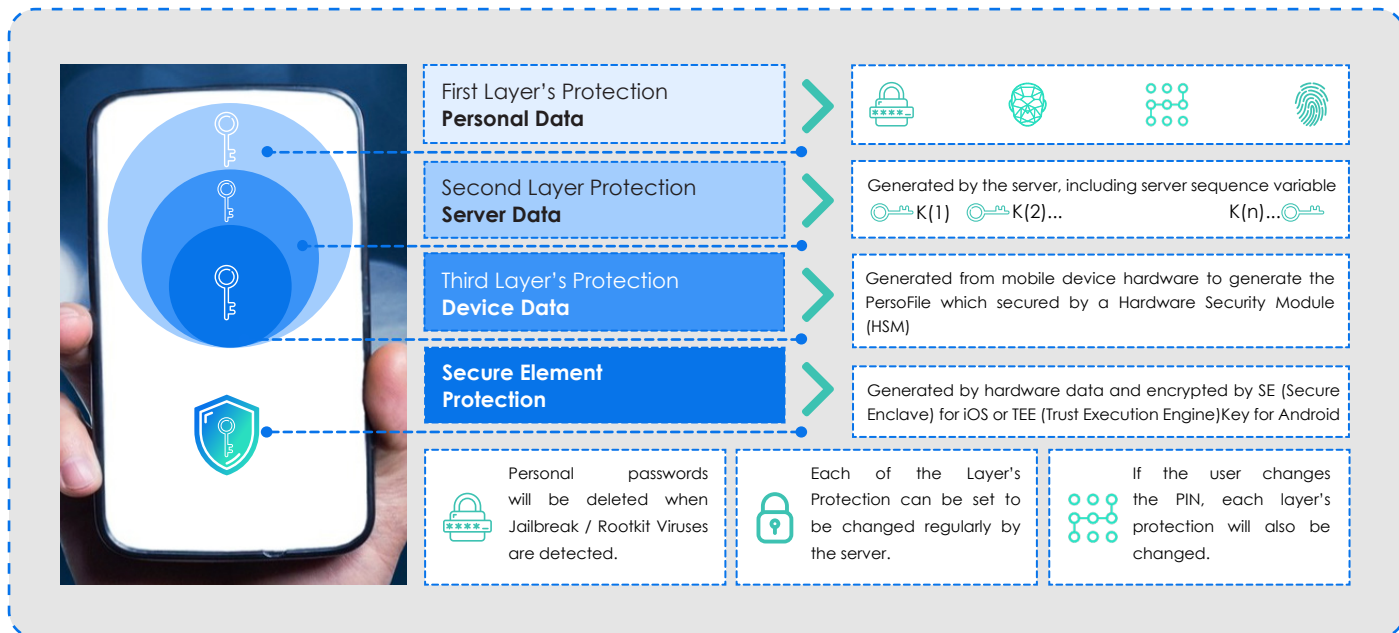 First Layer's Protection
Personal Data
****_
Second Layer Protection
Server Data
Generated by the server, including server sequence variable
K(1) K(2)... K(n)...
Third Layer's Protection
Device Data
Generated from mobile device hardware to generate the
PersoFile which secured by a Hardware Security Module
(HSM)
Secure Element
Protection
Generated by hardware data and encrypted by SE (Secure
Enclave) for iOS or TEE (Trust Execution Engine)Key for Android
Personal passwords
will be deleted when
Jailbreak / Rootkit Viruses
are detected.
****_
Each of the Layer's
Protection can be set to
be changed regularly by
the server.
If the user changes
the PIN, each layer's
protection will also be
changed.